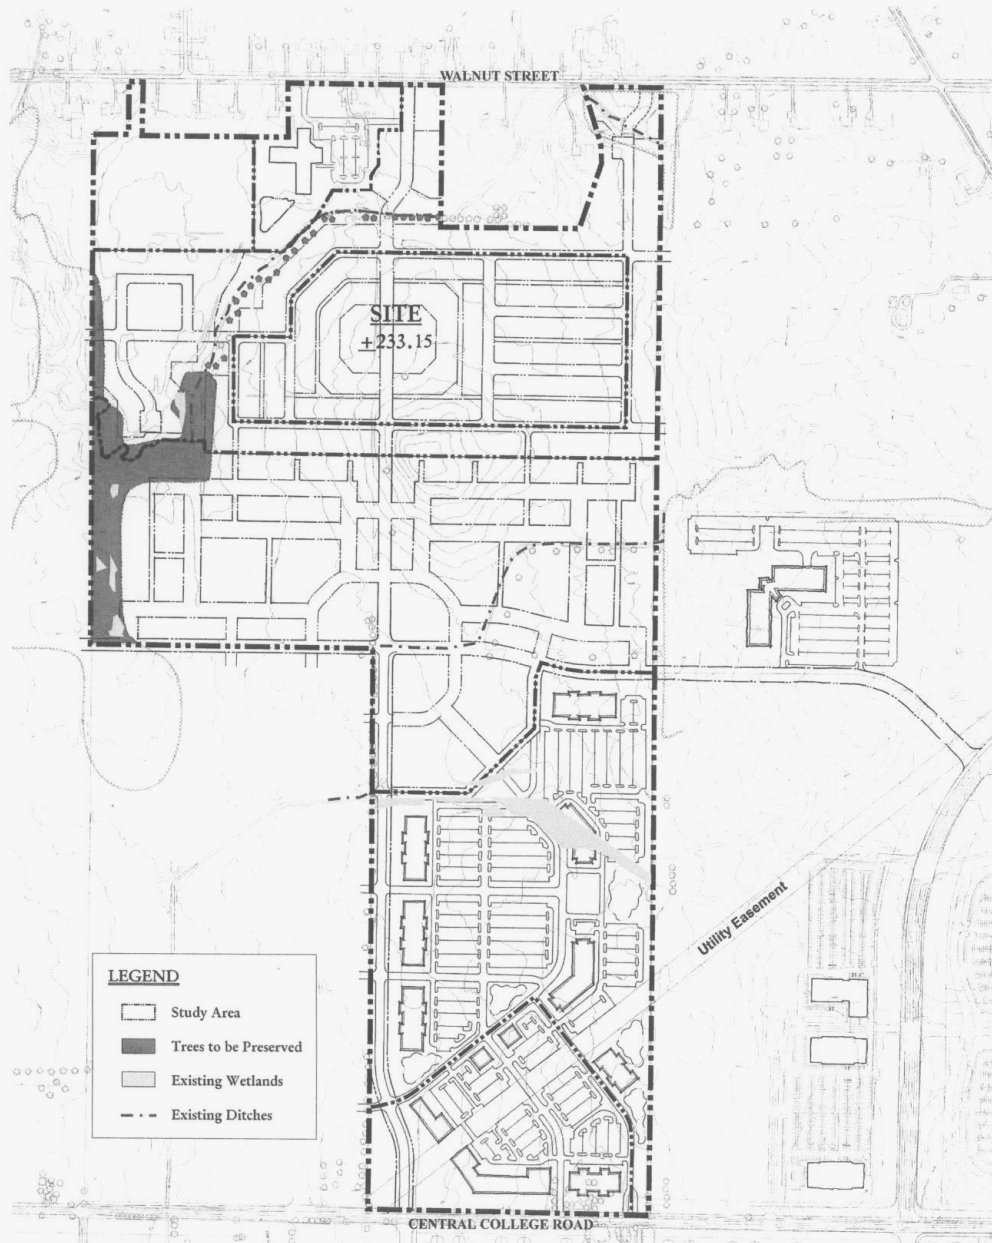 WALNUT STREET
SITE
+233.15
Utility Easement
LEGEND
Study Area
Trees to be Preserved
Existing Wetlands
Existing Ditches
CENTRAL COLLEGE ROAD